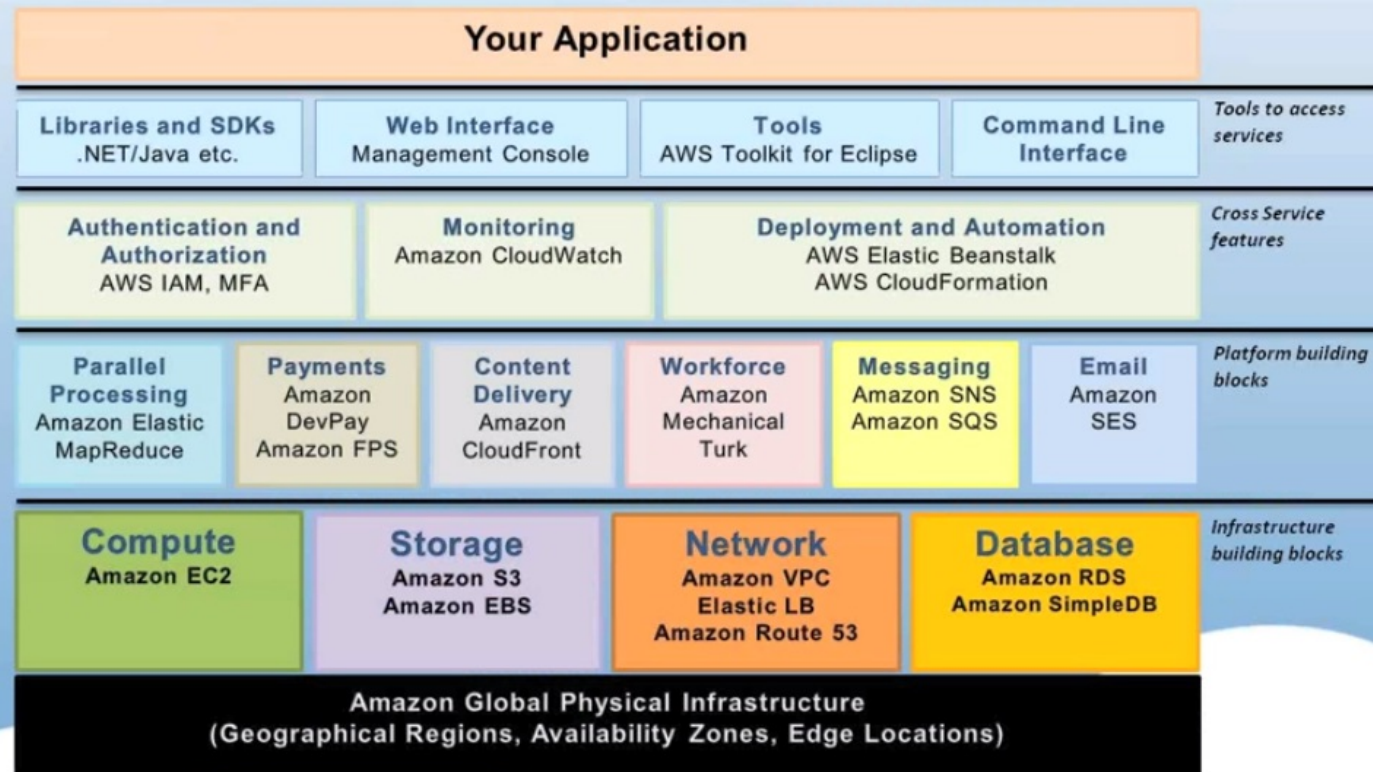 Your Application
Libraries and SDKs
.NET/Java etc.
Web Interface
Management Console
Tools
AWS Toolkit for Eclipse
Command Line
Interface
Tools to access
services
Authentication and
Authorization
AWS IAM, MFA
Monitoring
Amazon CloudWatch
Deployment and Automation
AWS Elastic Beanstalk
AWS CloudFormation
Cross Service
features
Parallel
Processing
Amazon Elastic
MapReduce
Payments
Amazon
DevPay
Amazon FPS
Content
Delivery
Amazon
CloudFront
Workforce
Amazon
Mechanical
Turk
Messaging
Amazon SNS
Amazon SQS
Email
Amazon
SES
Platform building
blocks
Compute
Amazon EC2
Storage
Amazon S3
Amazon EBS
Network
Amazon VPC
Elastic LB
Amazon Route 53
Database
Amazon RDS
Amazon SimpleDB
Infrastructure
building blocks
Amazon Global Physical Infrastructure
(Geographical Regions, Availability Zones, Edge Locations)